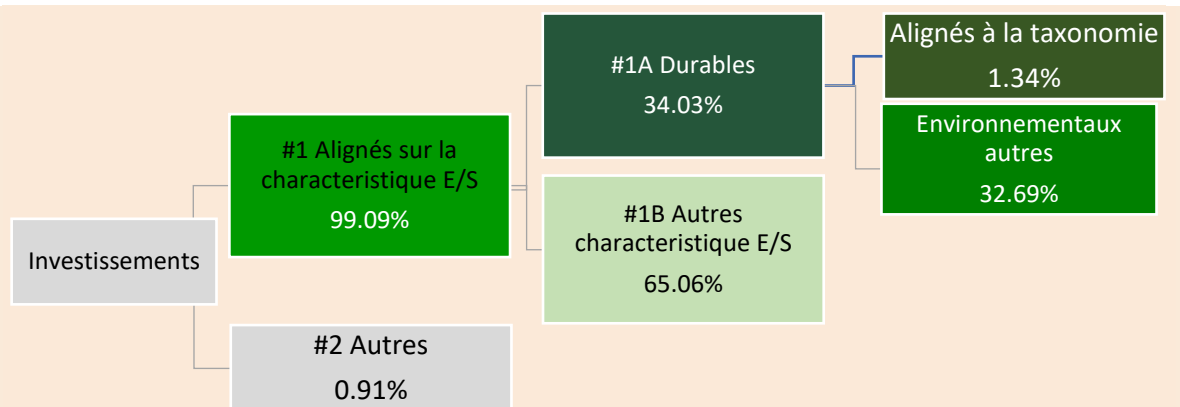 Investissements
#1 Alignés sur la
characteristique E/S
99.09%
#2 Autres
0.91%
#1A Durables
34.03%
#1B Autres
characteristique E/S
65.06%
Alignés à la taxonomie
1.34%
Environnementaux
autres
32.69%